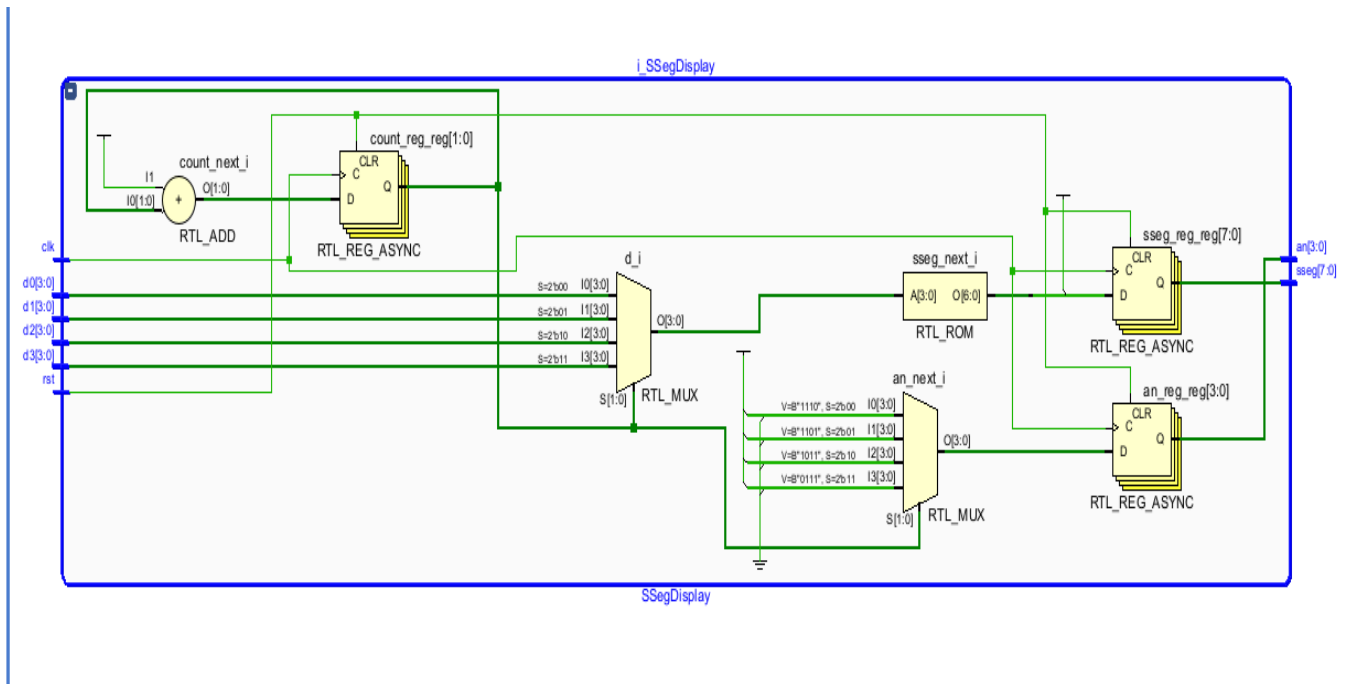 i_SSegDisplay
count_reg_reg[1:0]
CLR
C
D
Q
RTL_REG_ASYNC
count_next_i
I1
I0[1:0]
+
O[1:0]
RTL_ADD
clk
d0[3:0]
d1[3:0]
d2[3:0]
d3[3:0]
rst
d_i
S=2'b00 I0[3:0]
S=2'b01 I1[3:0]
S=2'b10 I2[3:0]
S=2'b11 I3[3:0]
O[3:0]
S[1:0]
RTL_MUX
sseg_next_i
A[3:0] O[6:0]
RTL_ROM
an_next_i
V=B"1110", S=2'b00 I0[3:0]
V=B"1101", S=2'b01 I1[3:0]
V=B"1011", S=2'b10 I2[3:0]
V=B"0111", S=2'b11 I3[3:0]
O[3:0]
S[1:0]
RTL_MUX
sseg_reg_reg[7:0]
CLR
C
D
Q
RTL_REG_ASYNC
an_reg_reg[3:0]
CLR
C
D
Q
RTL_REG_ASYNC
an[3:0]
sseg[7:0]
SSegDisplay